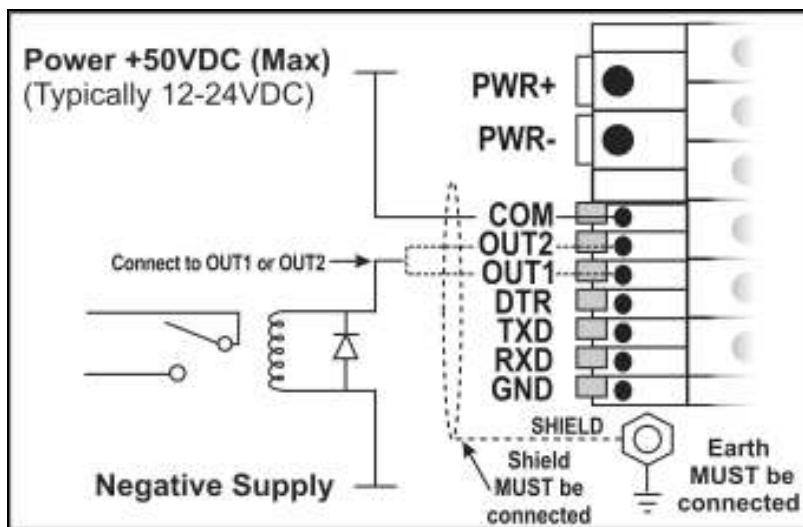 Power +50VDC (Max)
(Typically 12-24VDC)
PWR+
PWR-
COM
OUT2
Connect to OUT1 or OUT2
OUT1
DTR
TXD
RXD
GND
SHIELD
Shield
MUST be
connected
Earth
MUST be
connected
Negative Supply